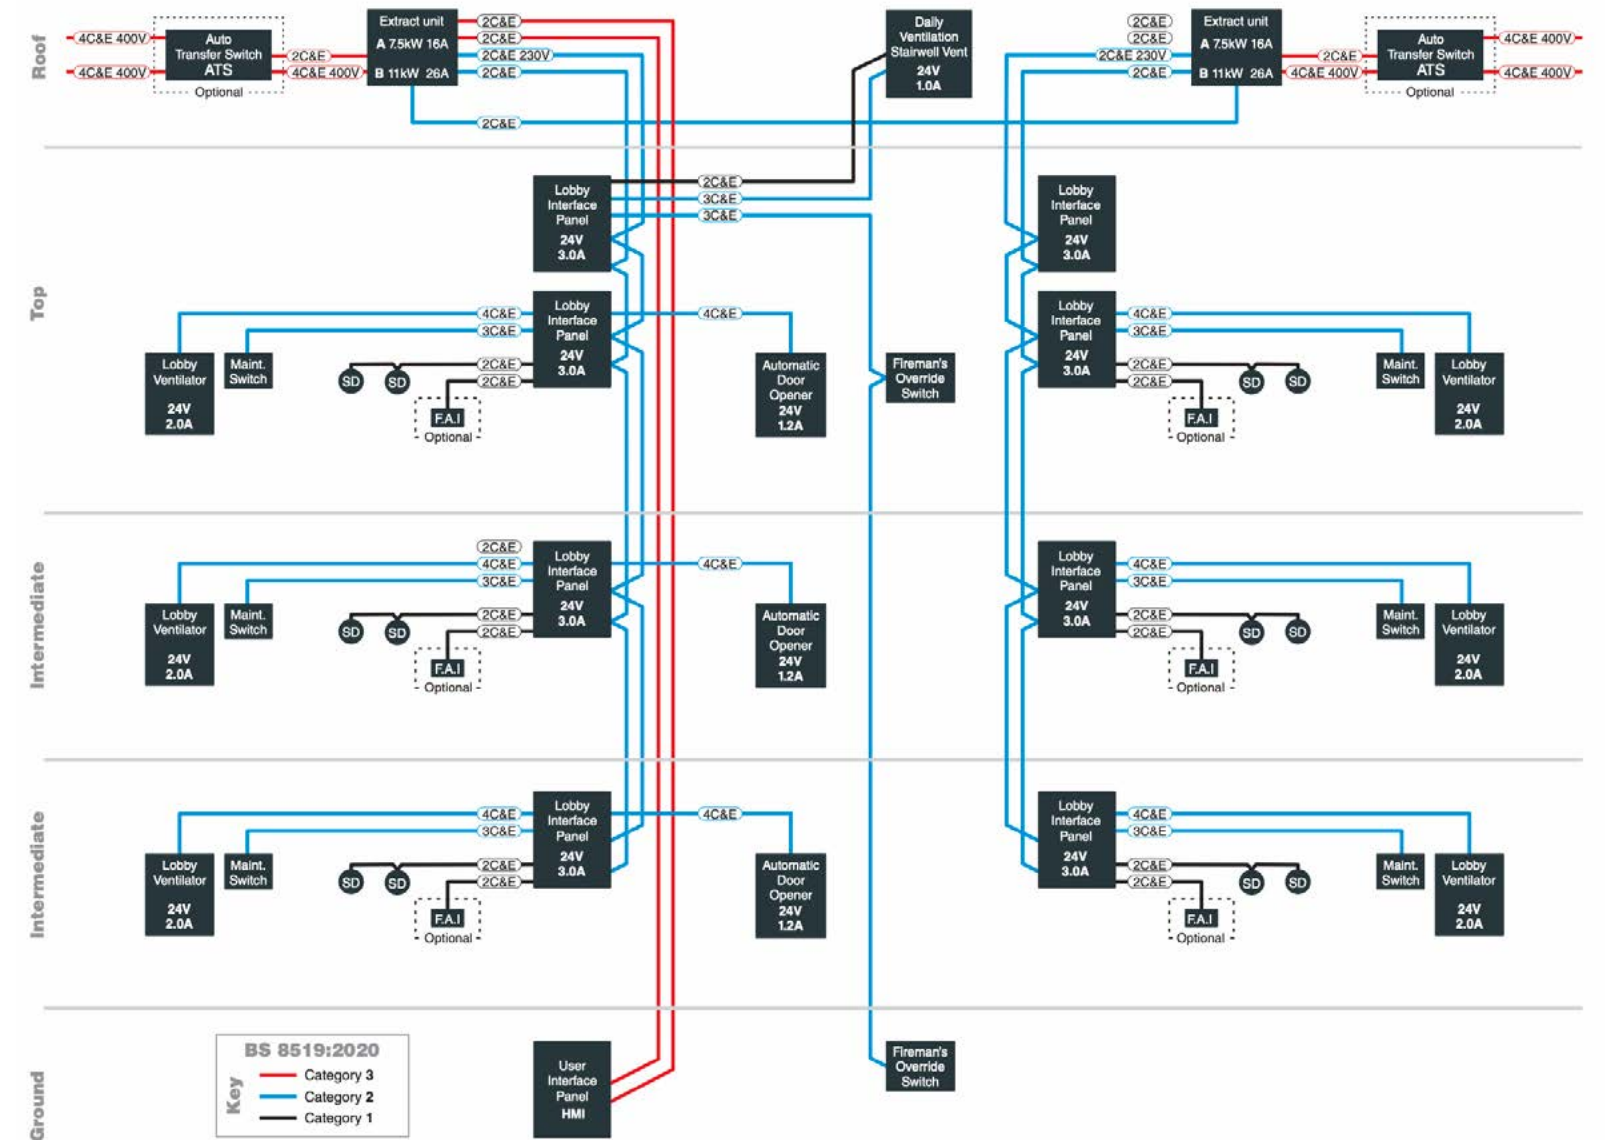 Roof
4C&E 400V
4C&E 400V
Auto
Transfer Switch
ATS
Optional
2C&E
4C&E 400V
Extract unit
A 7.5kW 16A
B 11kW 26A
2C&E
2C&E
2C&E 230V
2C&E
2C&E
Daily
Ventilation
Stairwell Vent
24V
1.0A
2C&E
2C&E
2C&E 230V
2C&E
Extract unit
A 7.5kW 16A
B 11kW 26A
2C&E
4C&E 400V
Auto
Transfer Switch
ATS
Optional
4C&E 400V
4C&E 400V
Top
Lobby
Interface
Panel
24V
3.0A
2C&E
3C&E
3C&E
Lobby
Interface
Panel
24V
3.0A
Lobby
Ventilator
24V
2.0A
Maint.
Switch
SD
SD
4C&E
3C&E
2C&E
2C&E
F.A.I
Optional
Lobby
Interface
Panel
24V
3.0A
4C&E
Automatic
Door
Opener
24V
1.2A
Fireman's
Override
Switch
Lobby
Interface
Panel
24V
3.0A
4C&E
3C&E
2C&E
2C&E
F.A.I
Optional
SD
SD
Maint.
Switch
Lobby
Ventilator
24V
2.0A
Intermediate
Lobby
Ventilator
24V
2.0A
Maint.
Switch
SD
SD
2C&E
4C&E
3C&E
2C&E
2C&E
F.A.I
Optional
Lobby
Interface
Panel
24V
3.0A
4C&E
Automatic
Door
Opener
24V
1.2A
Lobby
Interface
Panel
24V
3.0A
4C&E
3C&E
2C&E
2C&E
F.A.I
Optional
SD
SD
Maint.
Switch
Lobby
Ventilator
24V
2.0A
Intermediate
Lobby
Ventilator
24V
2.0A
Maint.
Switch
SD
SD
4C&E
3C&E
2C&E
2C&E
F.A.I
Optional
Lobby
Interface
Panel
24V
3.0A
4C&E
Automatic
Door
Opener
24V
1.2A
Lobby
Interface
Panel
24V
3.0A
4C&E
3C&E
2C&E
2C&E
F.A.I
Optional
SD
SD
Maint.
Switch
Lobby
Ventilator
24V
2.0A
Ground
BS 8519:2020
Key
Category 3
Category 2
Category 1
User
Interface
Panel
HMI
Fireman's
Override
Switch